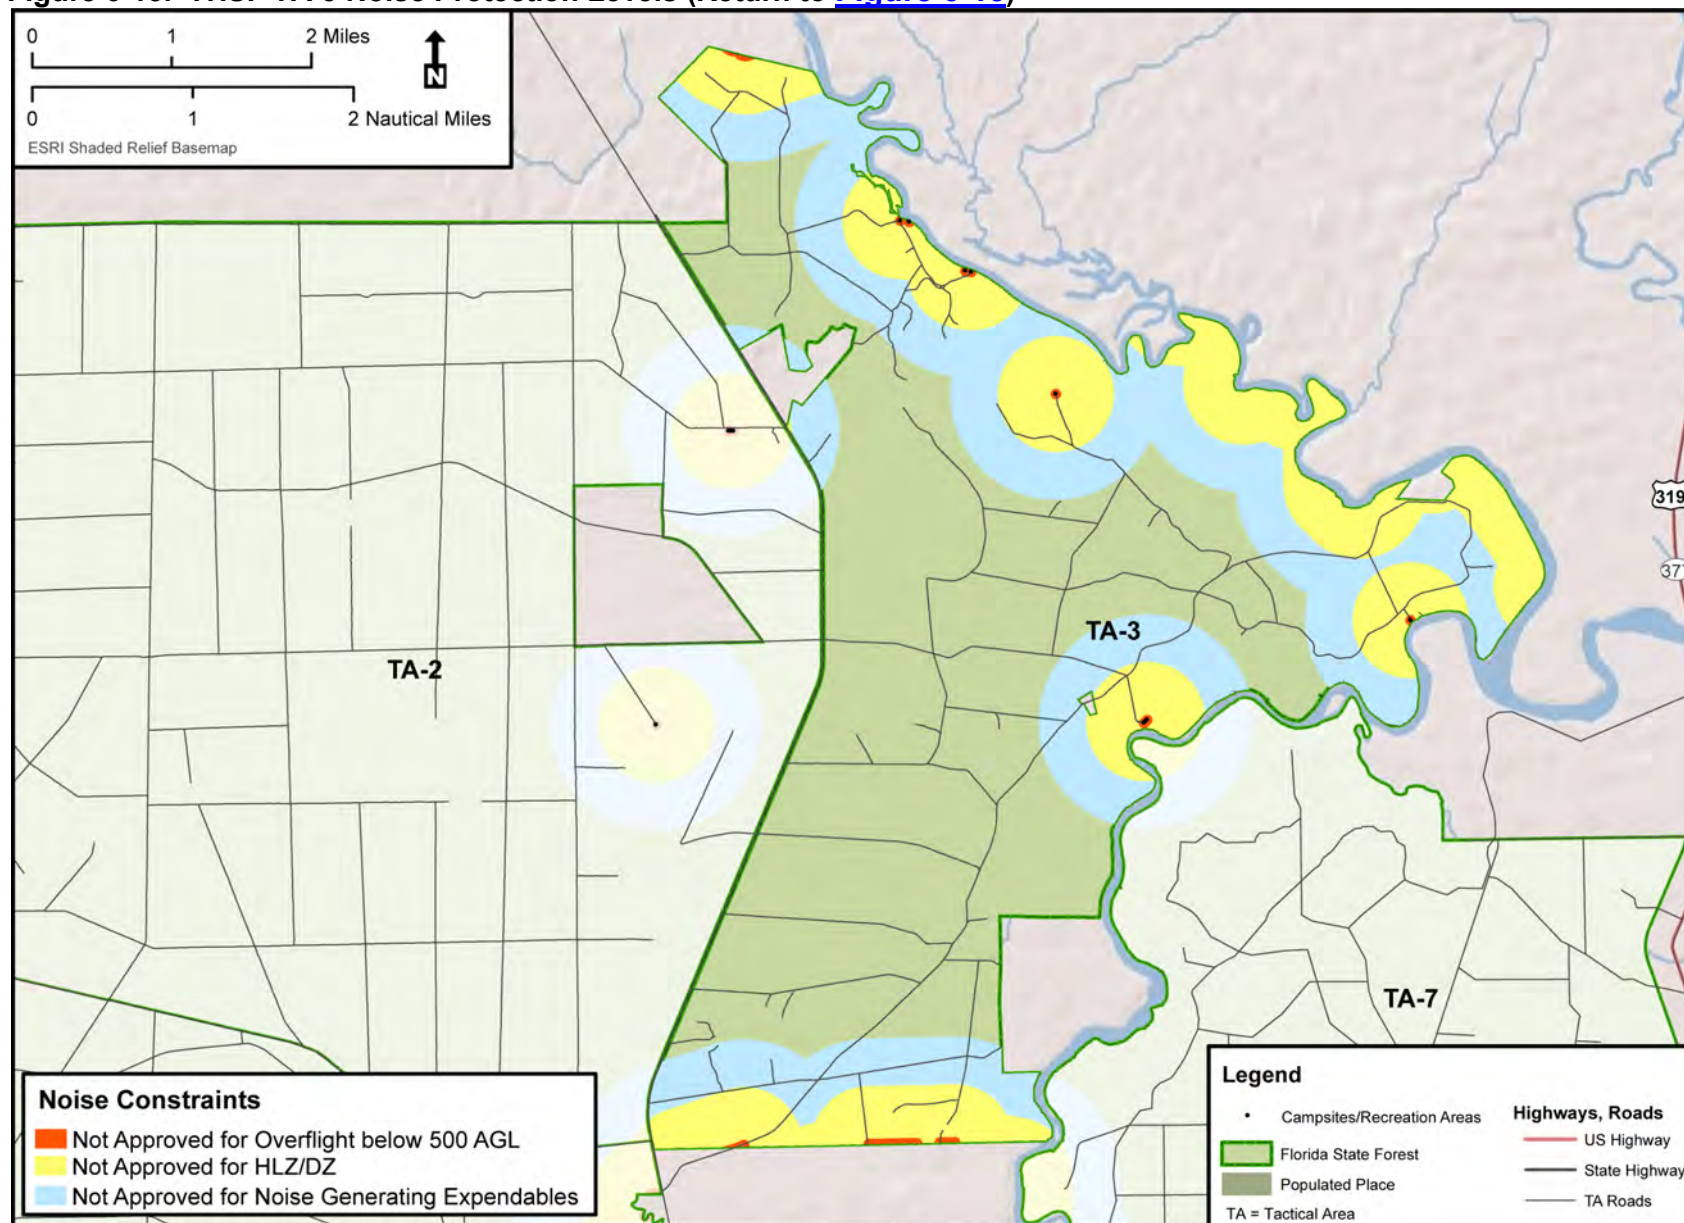 0 1 2 Miles
N
0 1 2 Nautical Miles
ESRI Shaded Relief Basemap
319
TA-3
TA-2
TA-7
Noise Constraints
Not Approved for Overflight below 500 AGL
Not Approved for HLZ/DZ
Not Approved for Noise Generating Expendables
Legend
Campsites/Recreation Areas
Florida State Forest
Populated Place
TA = Tactical Area
Highways, Roads
US Highway
State Highway
TA Roads